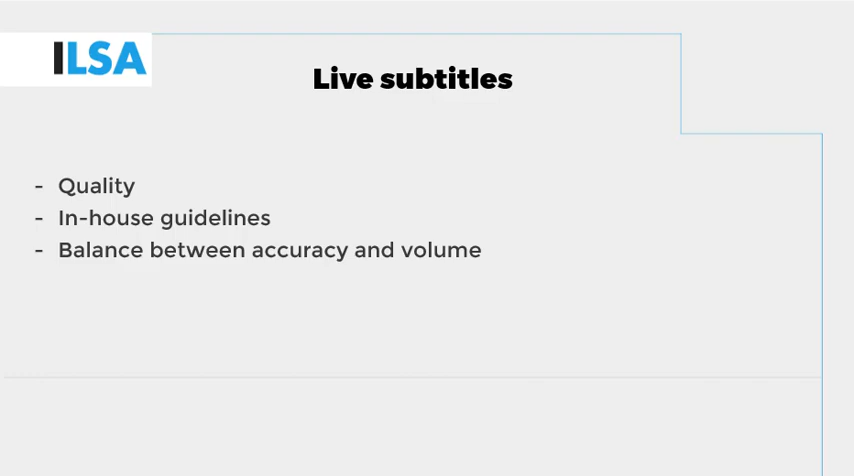 ILSA
Live subtitles
- Quality
- In-house guidelines
- Balance between accuracy and volume